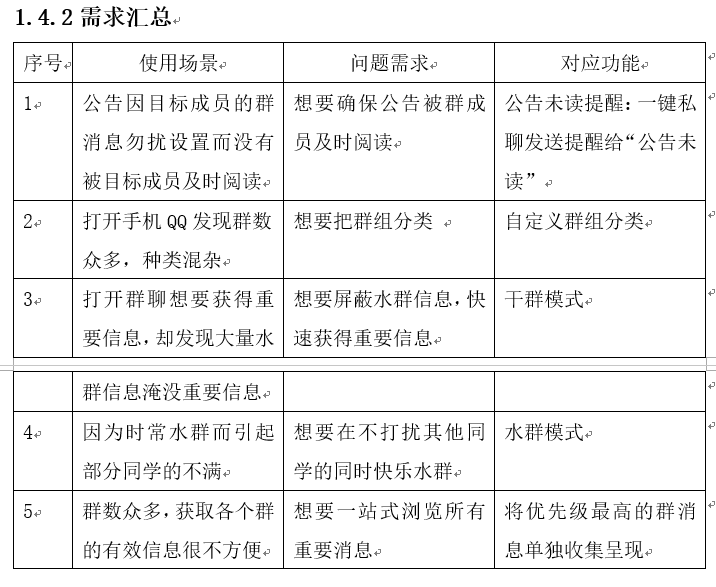 1.4.2需求汇总
序号 使用场景 问题需求 对应功能
1 公告因目标成员的群 想要确保公告被群成 公告未读提醒：一键私
消息勿扰设置而没有 员及时阅读 聊发送提醒给“公告未
被目标成员及时阅读 读”
2 打开手机QQ发现群数 想要把群组分类 自定义群组分类
众多，种类混杂
3 打开群聊想要获得重 想要屏蔽水群信息，快 干群模式
要信息，却发现大量水 速获得重要信息
群信息淹没重要信息
4 因为时常水群而引起 想要在不打扰其他同 水群模式
部分同学的不满 学的同时快乐水群
5 群数众多，获取各个群 想要一站式浏览所有 将优先级最高的群消
的有效信息很不方便 重要消息 息单独收集呈现